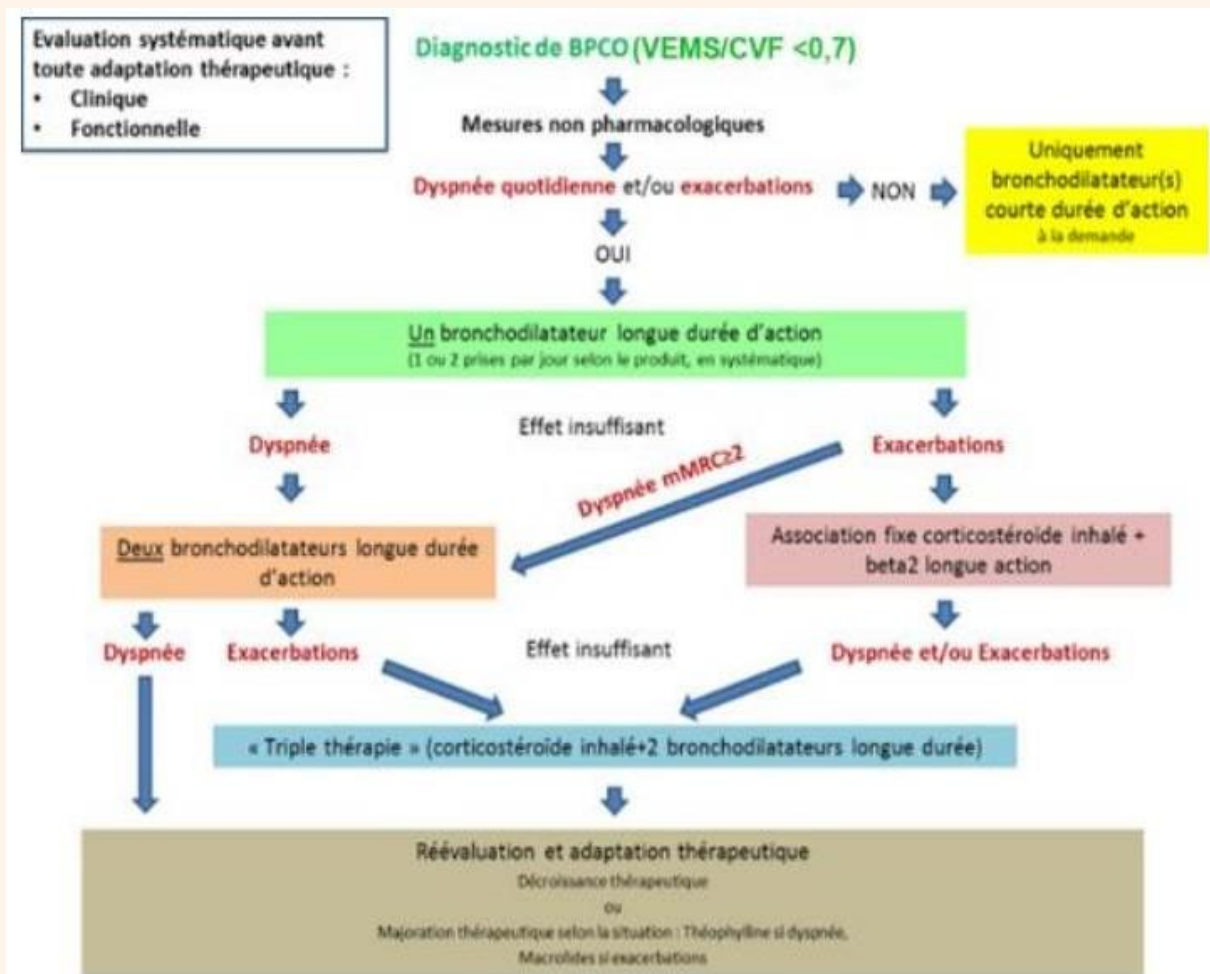 Evaluation systématique avant
toute adaptation thérapeutique :
• Clinique
• Fonctionnelle
Diagnostic de BPCO (VEMS/CVF <0,7)
Mesures non pharmacologiques
Dyspnée quotidienne et/ou exacerbations
NON
Uniquement
bronchodilatateur(s)
courte durée d'action
à la demande
OUI
Un bronchodilatateur longue durée d'action
(1 ou 2 prises par jour selon le produit, en systématique)
Effet insuffisant
Dyspnée
Exacerbations
Dyspnée mMRC≥2
Deux bronchodilatateurs longue durée
d'action
Association fixe corticostéroïde inhalé +
beta2 longue action
Dyspnée
Exacerbations
Effet insuffisant
Dyspnée et/ou Exacerbations
« Triple thérapie » (corticostéroïde inhalé+2 bronchodilatateurs longue durée)
Réévaluation et adaptation thérapeutique
Décroissance thérapeutique
ou
Majoration thérapeutique selon la situation : Théophylline si dyspnée,
Macrolides si exacerbations